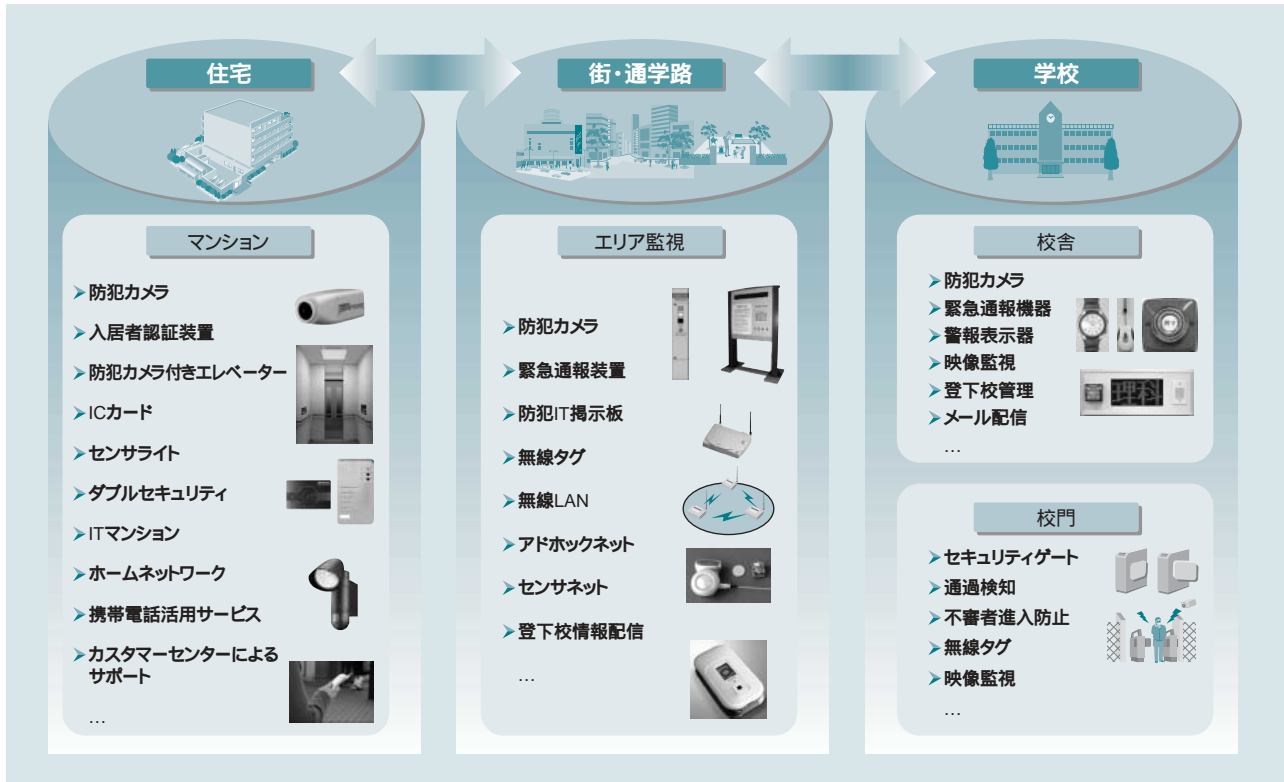 住宅
街・通学路
学校
マンション
➤防犯カメラ
➤入居者認証装置
➤防犯カメラ付きエレベーター
➤ICカード
➤センサライト
➤ダブルセキュリティ
➤ITマンション
➤ホームネットワーク
➤携帯電話活用サービス
➤カスタマーセンターによる
サポート
…
エリア監視
➤防犯カメラ
➤緊急通報装置
➤防犯IT掲示板
➤無線タグ
➤無線LAN
➤アドホックネット
➤センサネット
➤登下校情報配信
…
校舎
➤防犯カメラ
➤緊急通報機器
➤警報表示器
➤映像監視
➤登下校管理
➤メール配信
…
理科
校門
➤セキュリティゲート
➤通過検知
➤不審者進入防止
➤無線タグ
➤映像監視
…